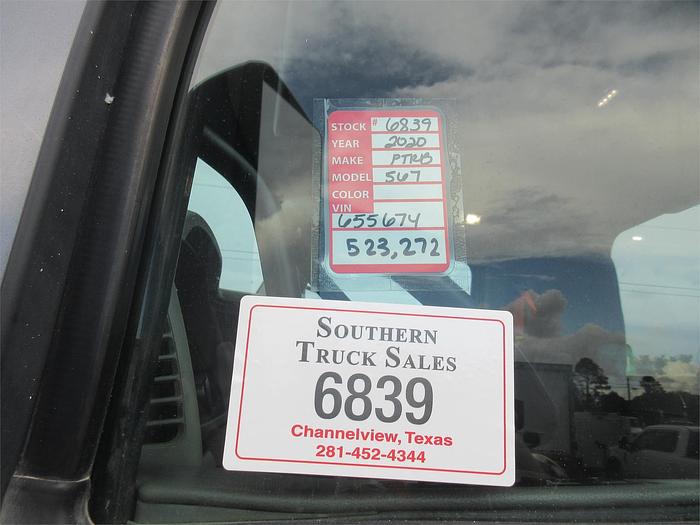 STOCK # 6839
YEAR 2020
MAKE PTRB
MODEL 567
COLOR
VIN
655674
523,272
SOUTHERN
TRUCK SALES
6839
Channelview, Texas
281-452-4344